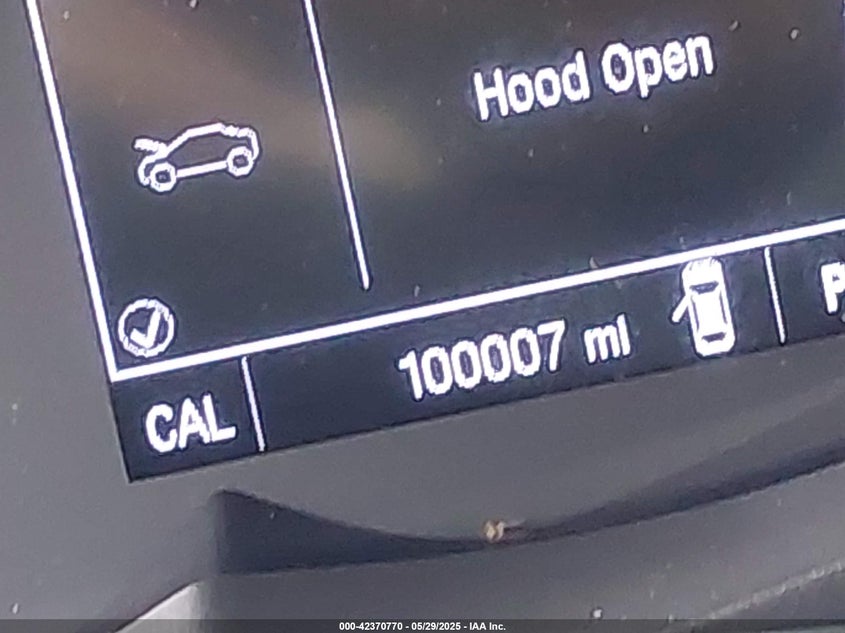 Hood Open
100007 mi
CAL
P
000-42370770 - 05/29/2025 - IAA Inc.